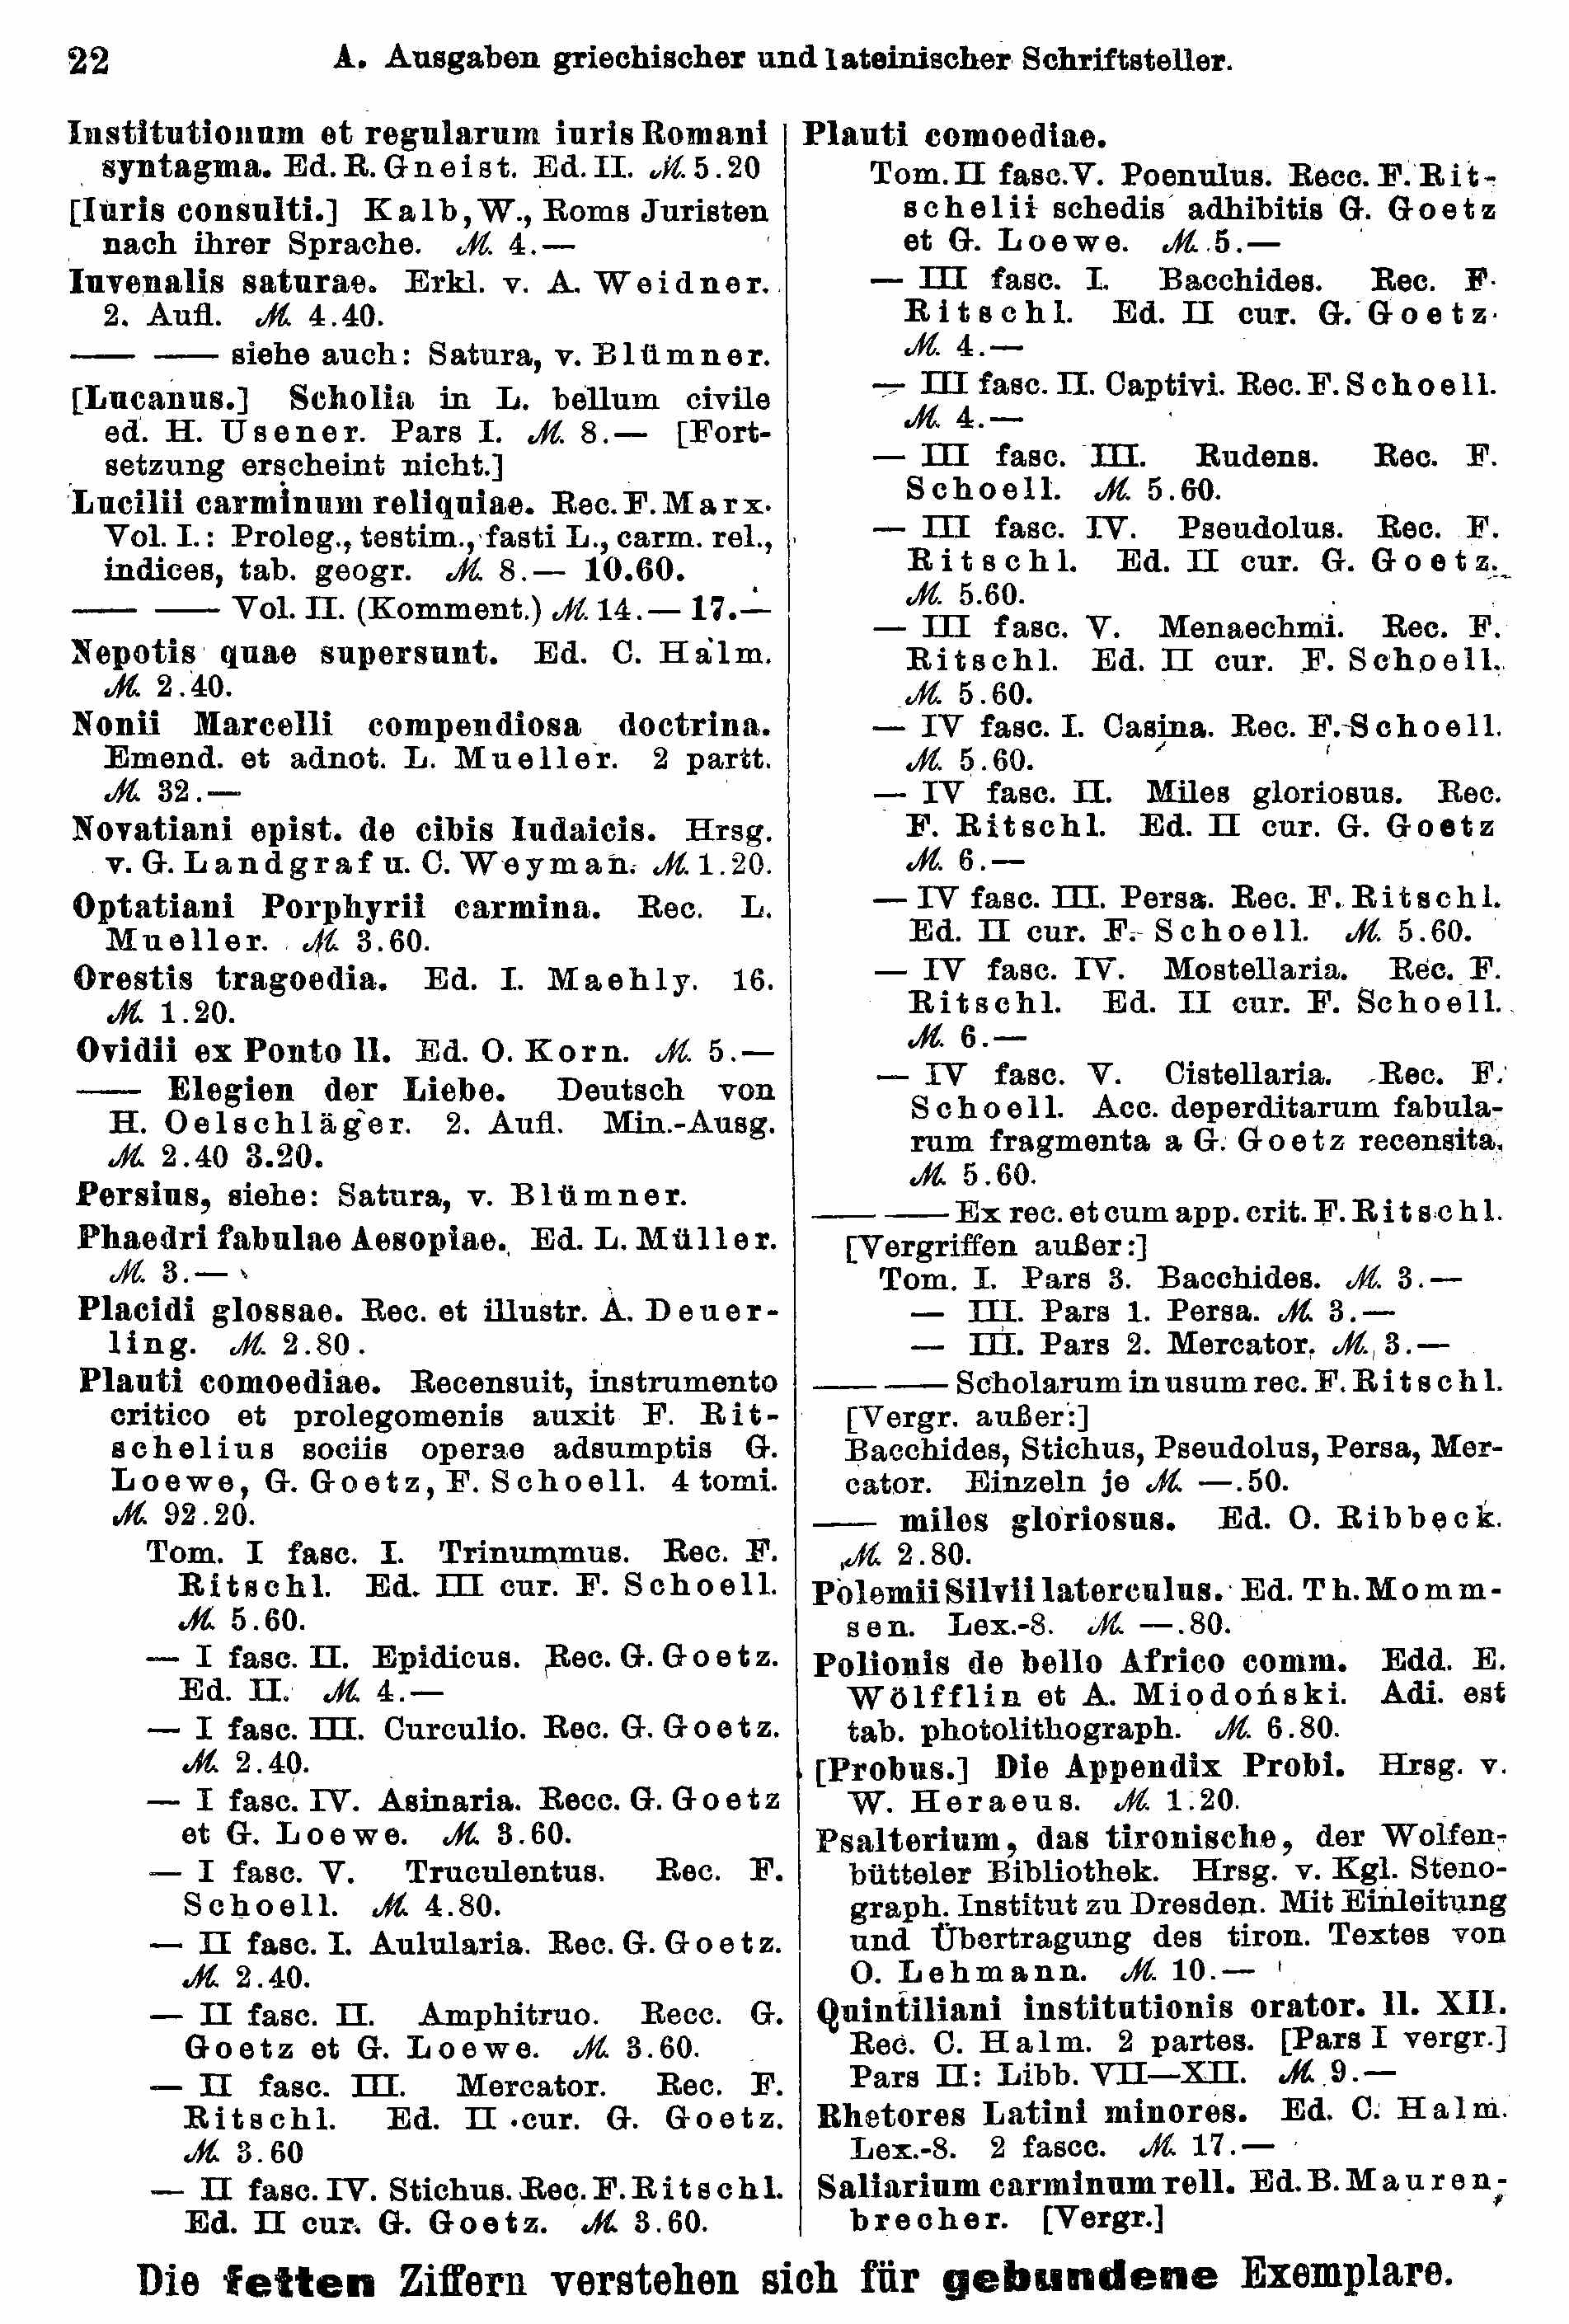 22
A. Ausgaben griechischer und lateinischer Schriftsteller.
Institutionum et regularum iuris Romani
syntagma. Ed. R. Gneist. Ed. II. ℳ. 5.20
[Iuris consulti.] Kalb, W., Roms Juristen
nach ihrer Sprache. ℳ. 4.—
Iuvenalis saturae. Erkl. v. A. Weidner.
2. Aufl. ℳ. 4.40.
—— —— siehe auch: Satura, v. Blümner.
[Lucanus.] Scholia in L. bellum civile
ed. H. Usener. Pars I. ℳ. 8.— [Fort-
setzung erscheint nicht.]
Lucilii carminum reliquiae. Rec. F. Marx.
Vol. I.: Proleg., testim., fasti L., carm. rel.,
indices, tab. geogr. ℳ. 8.— 10.60.
—— —— Vol. II. (Komment.) ℳ. 14.— 17.—
Nepotis quae supersunt. Ed. C. Halm.
ℳ. 2.40.
Nonii Marcelli compendiosa doctrina.
Emend. et adnot. L. Mueller. 2 partt.
ℳ. 32.—
Novatiani epist. de cibis Iudaicis. Hrsg.
v. G. Landgraf u. C. Weyman. ℳ. 1.20.
Optatiani Porphyrii carmina. Rec. L.
Mueller. ℳ. 3.60.
Orestis tragoedia. Ed. I. Maehly. 16.
ℳ. 1.20.
Ovidii ex Ponto ll. Ed. O. Korn. ℳ. 5.—
—— Elegien der Liebe. Deutsch von
H. Oelschläger. 2. Aufl. Min.-Ausg.
ℳ. 2.40 3.20.
Persius, siehe: Satura, v. Blümner.
Phaedri fabulae Aesopiae. Ed. L. Müller.
ℳ. 3.—
Placidi glossae. Rec. et illustr. A. Deuer-
ling. ℳ. 2.80.
Plauti comoediae. Recensuit, instrumento
critico et prolegomenis auxit F. Rit-
schelius sociis operae adsumptis G.
Loewe, G. Goetz, F. Schoell. 4 tomi.
ℳ. 92.20.
Tom. I fasc. I. Trinummus. Rec. F.
Ritschl. Ed. III cur. F. Schoell.
ℳ. 5.60.
— I fasc. II. Epidicus. Rec. G. Goetz.
Ed. II. ℳ. 4.—
— I fasc. III. Curculio. Rec. G. Goetz.
ℳ. 2.40.
— I fasc. IV. Asinaria. Recc. G. Goetz
et G. Loewe. ℳ. 3.60.
— I fasc. V. Truculentus. Rec. F.
Schoell. ℳ. 4.80.
— II fasc. I. Aulularia. Rec. G. Goetz.
ℳ. 2.40.
— II fasc. II. Amphitruo. Recc. G.
Goetz et G. Loewe. ℳ. 3.60.
— II fasc. III. Mercator. Rec. F.
Ritschl. Ed. II cur. G. Goetz.
ℳ. 3.60
— II fasc. IV. Stichus. Rec. F. Ritschl.
Ed. II cur. G. Goetz. ℳ. 3.60.
Plauti comoediae.
Tom. II fasc. V. Poenulus. Recc. F. Rit-
schelii schedis adhibitis G. Goetz
et G. Loewe. ℳ. 5.—
— III fasc. I. Bacchides. Rec. F.
Ritschl. Ed. II cur. G. Goetz.
ℳ. 4.—
— III fasc. II. Captivi. Rec. F. Schoell.
ℳ. 4.—
— III fasc. III. Rudens. Rec. F.
Schoell. ℳ. 5.60.
— III fasc. IV. Pseudolus. Rec. F.
Ritschl. Ed. II cur. G. Goetz.
ℳ. 5.60.
— III fasc. V. Menaechmi. Rec. F.
Ritschl. Ed. II cur. F. Schoell.
ℳ. 5.60.
— IV fasc. I. Casina. Rec. F. Schoell.
ℳ. 5.60.
— IV fasc. II. Miles gloriosus. Rec.
F. Ritschl. Ed. II cur. G. Goetz
ℳ. 6.—
— IV fasc. III. Persa. Rec. F. Ritschl.
Ed. II cur. F. Schoell. ℳ. 5.60.
— IV fasc. IV. Mostellaria. Rec. F.
Ritschl. Ed. II cur. F. Schoell.
ℳ. 6.—
— IV fasc. V. Cistellaria. Rec. F.
Schoell. Acc. deperditarum fabula-
rum fragmenta a G. Goetz recensita.
ℳ. 5.60.
—— —— Ex rec. et cum app. crit. F. Ritschl.
[Vergriffen außer:]
Tom. I. Pars 3. Bacchides. ℳ. 3.—
— III. Pars 1. Persa. ℳ. 3.—
— III. Pars 2. Mercator. ℳ. 3.—
—— —— Scholarum in usum rec. F. Ritschl.
[Vergr. außer:]
Bacchides, Stichus, Pseudolus, Persa, Mer-
cator. Einzeln je ℳ. —.50.
—— miles gloriosus. Ed. O. Ribbeck.
ℳ. 2.80.
Polemii Silvii laterculus. Ed. Th. Momm-
sen. Lex.-8. ℳ. —.80.
Polionis de bello Africo comm. Edd. E.
Wölfflin et A. Miodoński. Adi. est
tab. photolithograph. ℳ. 6.80.
[Probus.] Die Appendix Probi. Hrsg. v.
W. Heraeus. ℳ. 1.20.
Psalterium, das tironische, der Wolfen-
bütteler Bibliothek. Hrsg. v. Kgl. Steno-
graph. Institut zu Dresden. Mit Einleitung
und Übertragung des tiron. Textes von
O. Lehmann. ℳ. 10.—
Quintiliani institutionis orator. ll. XII.
Rec. C. Halm. 2 partes. [Pars I vergr.]
Pars II: Libb. VII—XII. ℳ. 9.—
Rhetores Latini minores. Ed. C. Halm.
Lex.-8. 2 fascc. ℳ. 17.—
Saliarium carminum rell. Ed. B. Mauren-
brecher. [Vergr.]
Die fetten Ziffern verstehen sich für gebundene Exemplare.